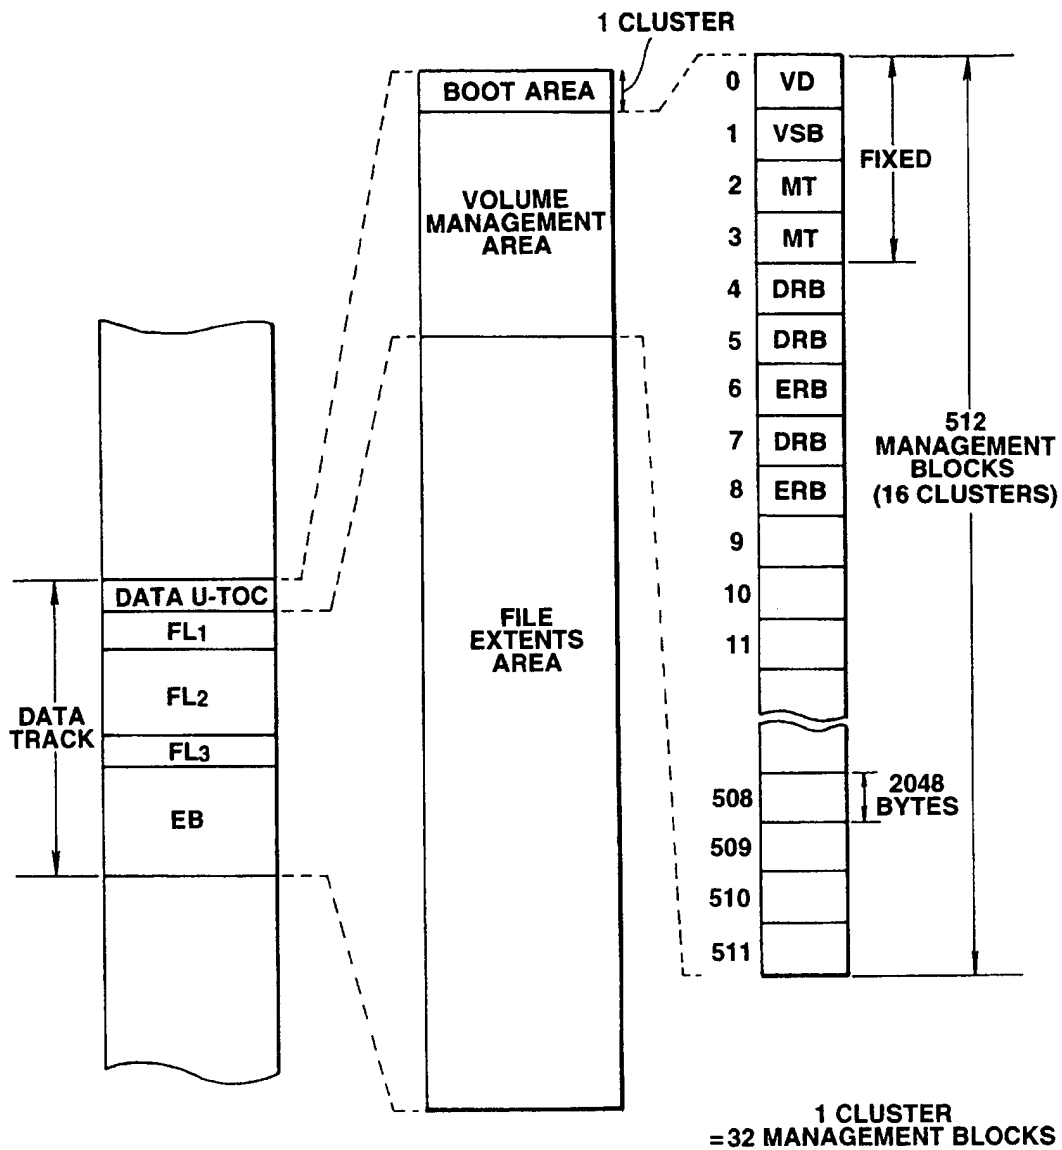 1 CLUSTER
BOOT AREA
VOLUME
MANAGEMENT
AREA
FILE
EXTENTS
AREA
DATA U-TOC
FL1
FL2
FL3
EB
DATA
TRACK
0 VD
1 VSB
2 MT
3 MT
4 DRB
5 DRB
6 ERB
7 DRB
8 ERB
9
10
11
508
509
510
511
FIXED
512
MANAGEMENT
BLOCKS
(16 CLUSTERS)
2048
BYTES
1 CLUSTER
=32 MANAGEMENT BLOCKS